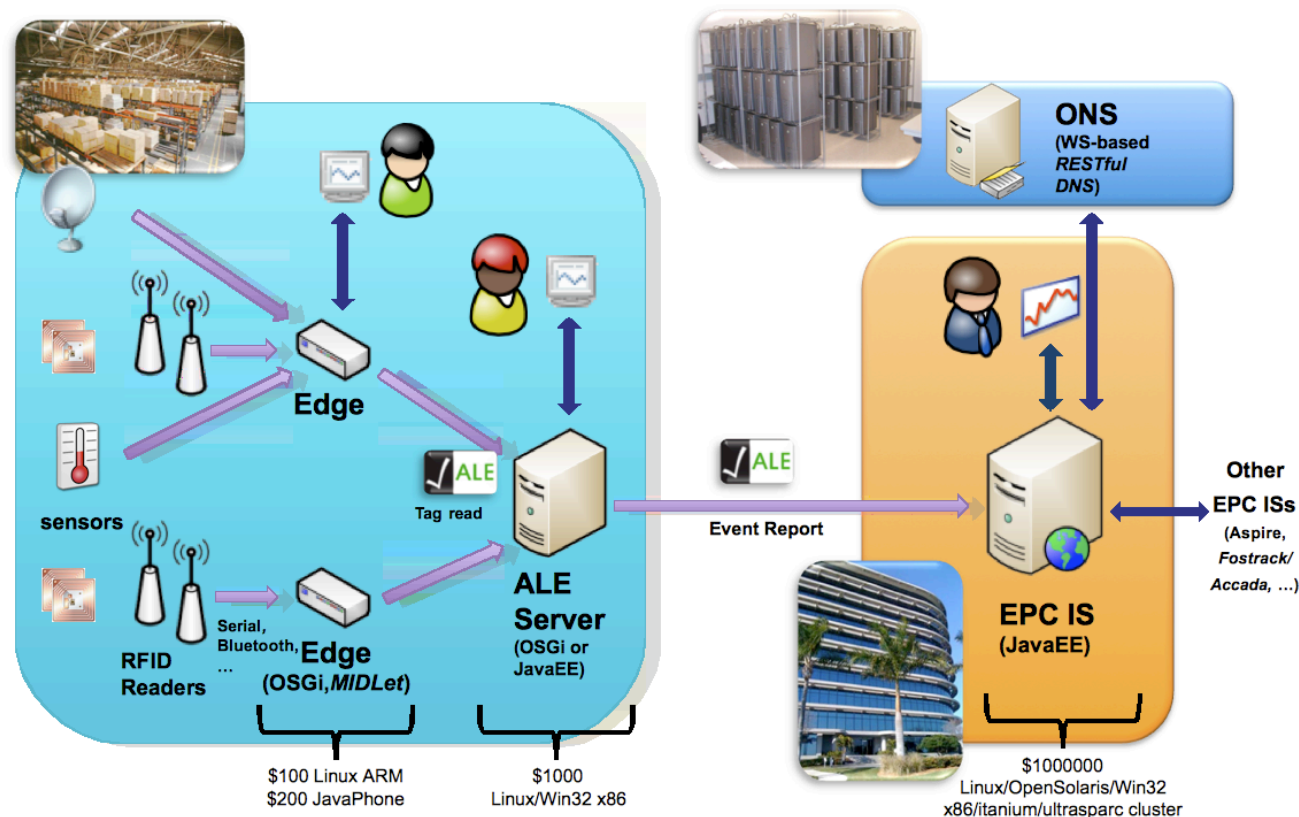 ONS
(WS-based
RESTful
DNS)
Edge
ALE
Tag read
sensors
ALE
Event Report
Other
EPC ISs
(Aspire,
Fostrack/
Accada, ...)
RFID
Readers
Serial,
Bluetooth,
...
Edge
(OSGi,MIDLet)
ALE
Server
(OSGi or
JavaEE)
EPC IS
(JavaEE)
$100 Linux ARM
$200 JavaPhone
$1000
Linux/Win32 x86
$1000000
Linux/OpenSolaris/Win32
x86/itanium/ultrasparc cluster